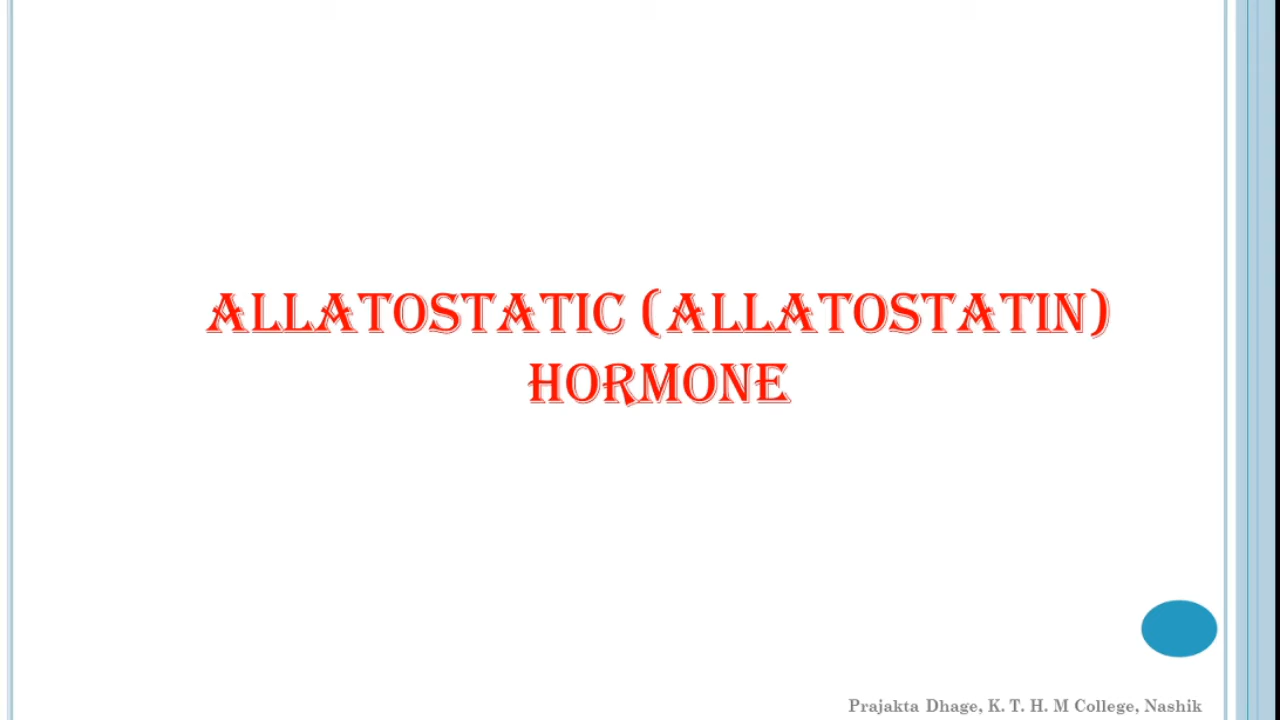 ALLATOSTATIC (ALLATOSTATIN)
HORMONE
Prajakta Dhage, K. T. H. M College, Nashik